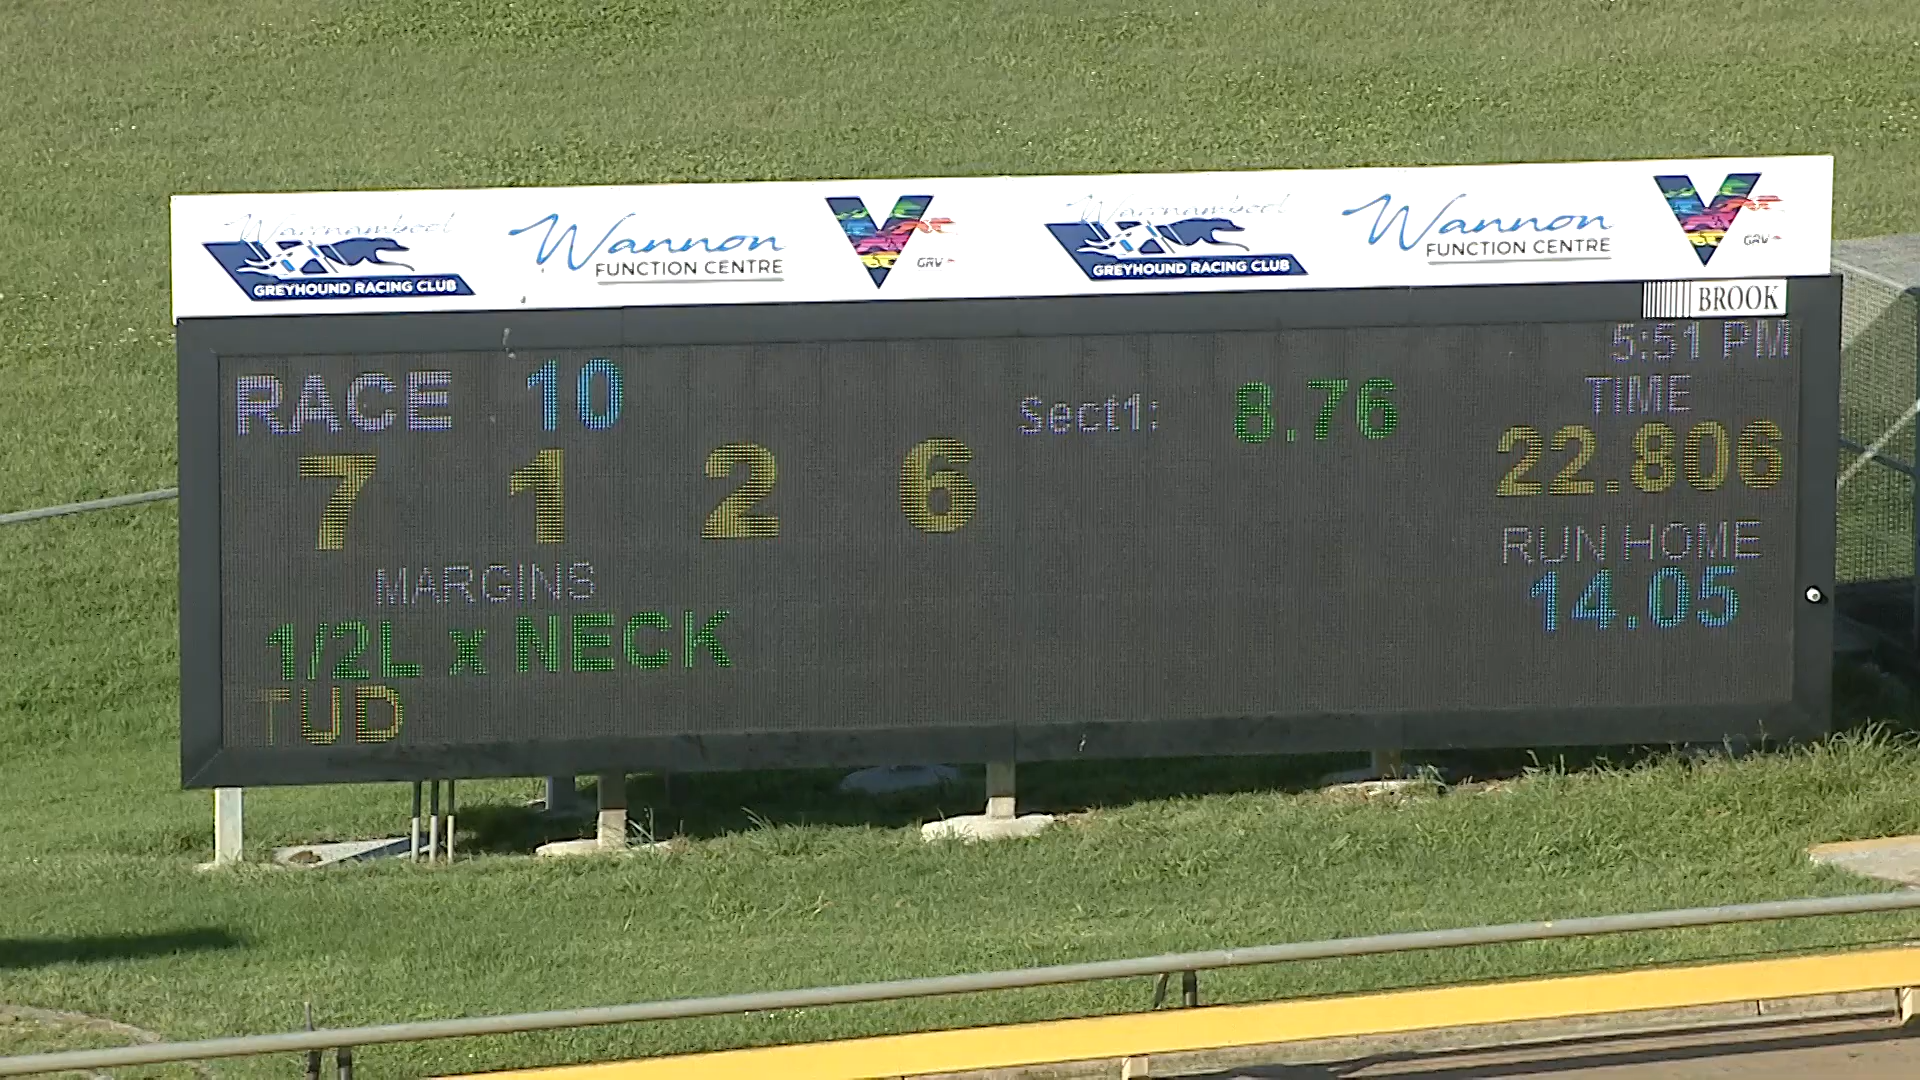 Warrnambool
GREYHOUND RACING CLUB
Wannon
FUNCTION CENTRE
V
GRV
Warrnambool
GREYHOUND RACING CLUB
Wannon
FUNCTION CENTRE
V
GRV
BROOK
5:51 PM
RACE 10
Sect1: 8.76
TIME
22.806
7 1 2 6
RUN HOME
14.05
MARGINS
1/2L x NECK
TUD